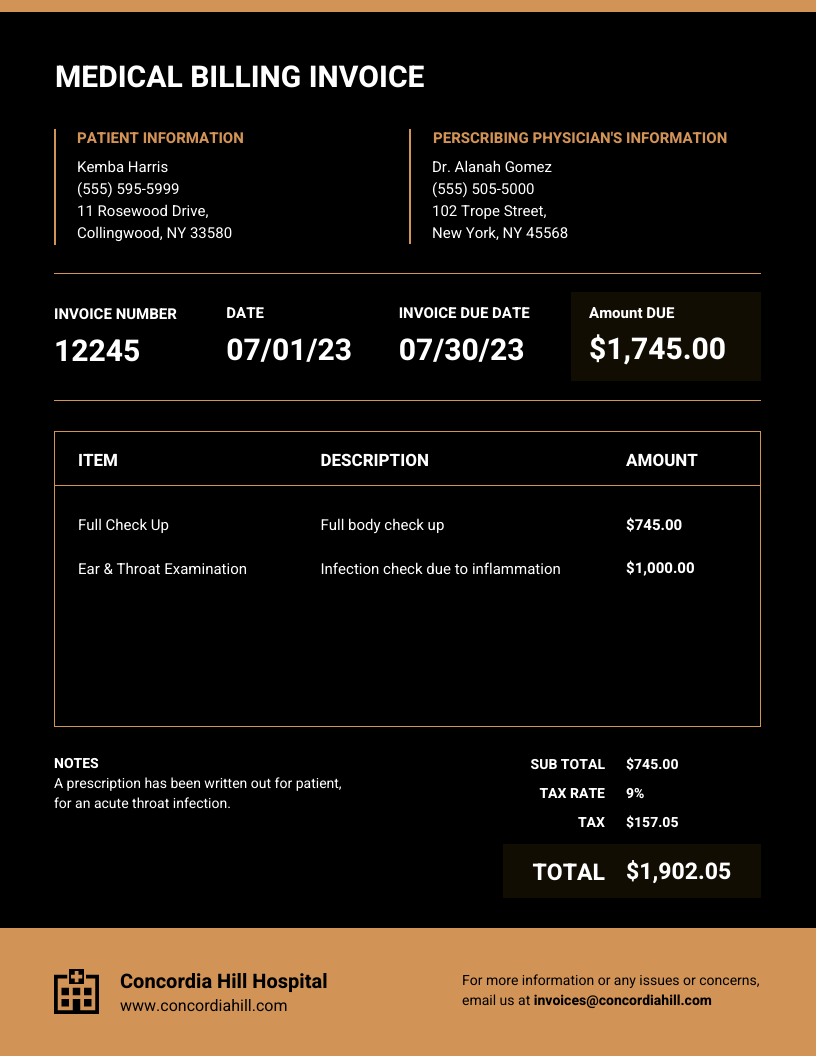 MEDICAL BILLING INVOICE
PATIENT INFORMATION
Kemba Harris
(555) 595-5999
11 Rosewood Drive,
Collingwood, NY 33580
PERSCRIBING PHYSICIAN'S INFORMATION
Dr. Alanah Gomez
(555) 505-5000
102 Trope Street,
New York, NY 45568
INVOICE NUMBER
12245
DATE
07/01/23
INVOICE DUE DATE
07/30/23
Amount DUE
$1,745.00
ITEM DESCRIPTION AMOUNT
Full Check Up Full body check up $745.00
Ear & Throat Examination Infection check due to inflammation $1,000.00
NOTES
A prescription has been written out for patient,
for an acute throat infection.
SUB TOTAL $745.00
TAX RATE 9%
TAX $157.05
TOTAL $1,902.05
Concordia Hill Hospital
www.concordiahill.com
For more information or any issues or concerns,
email us at invoices@concordiahill.com